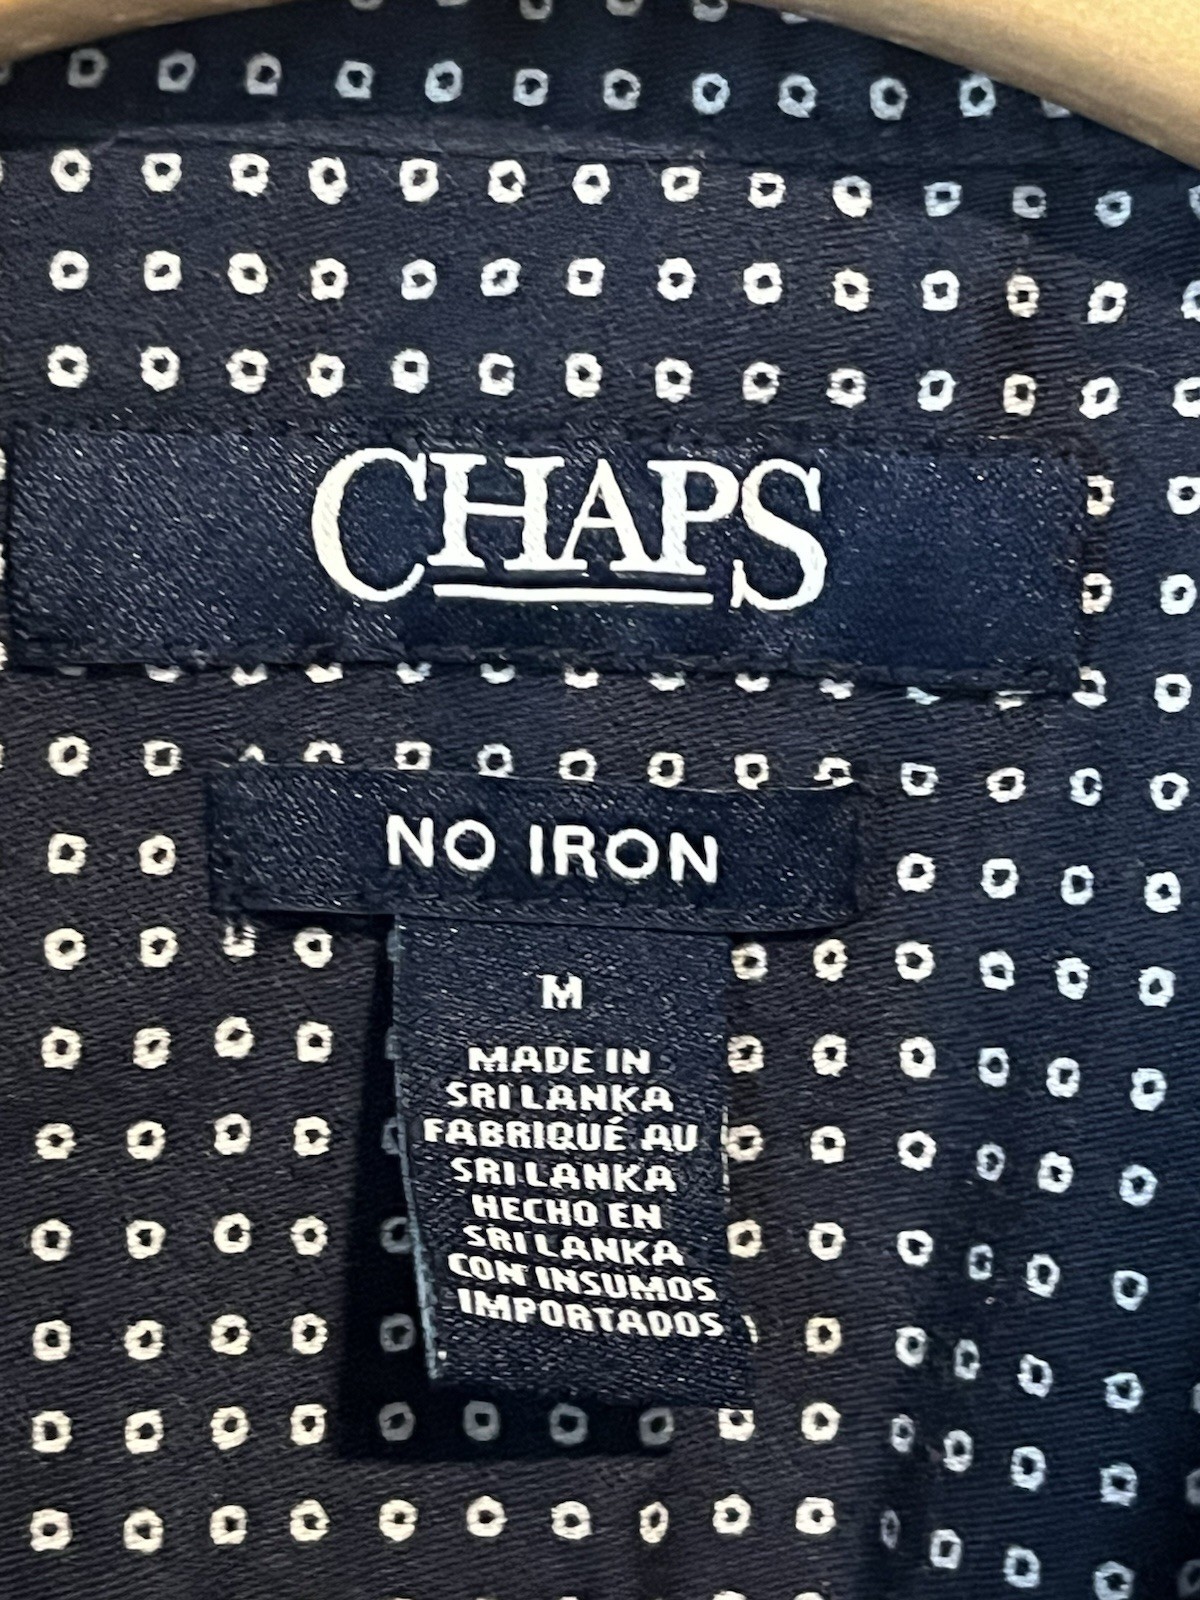 CHAPS
NO IRON
M
MADE IN
SRI LANKA
FABRIQUÉ AU
SRI LANKA
HECHO EN
SRI LANKA
CON INSUMOS
IMPORTADOS